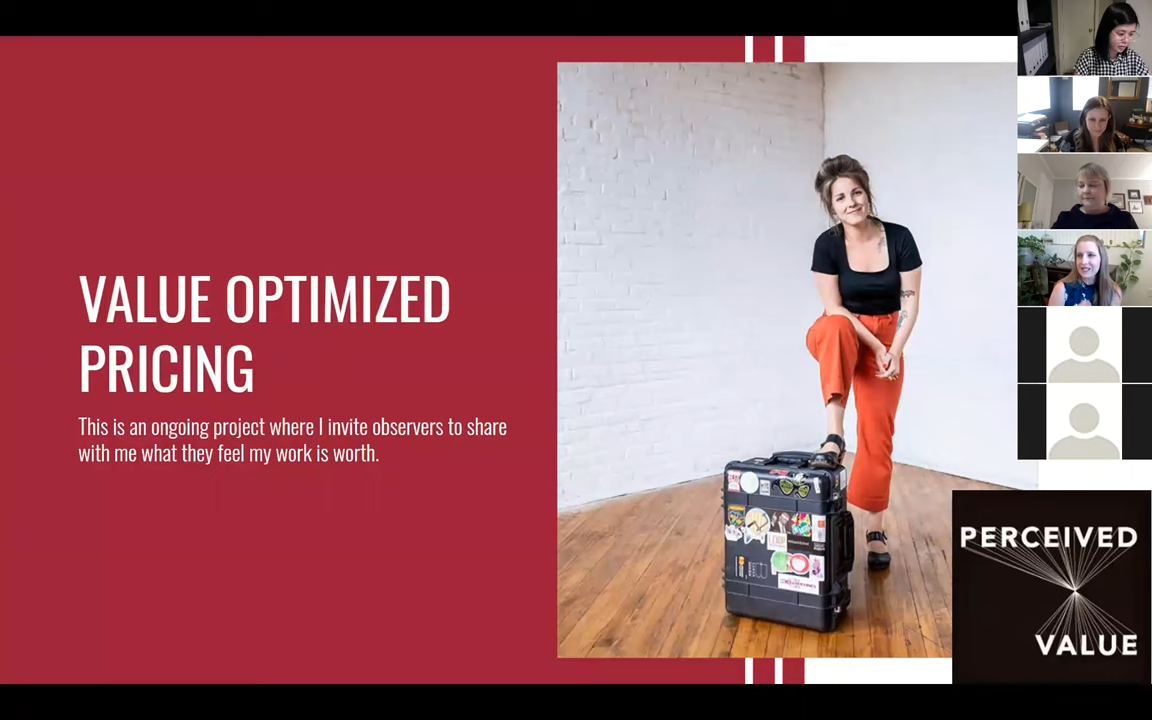 VALUE OPTIMIZED
PRICING
This is an ongoing project where I invite observers to share
with me what they feel my work is worth.
PERCEIVED
VALUE